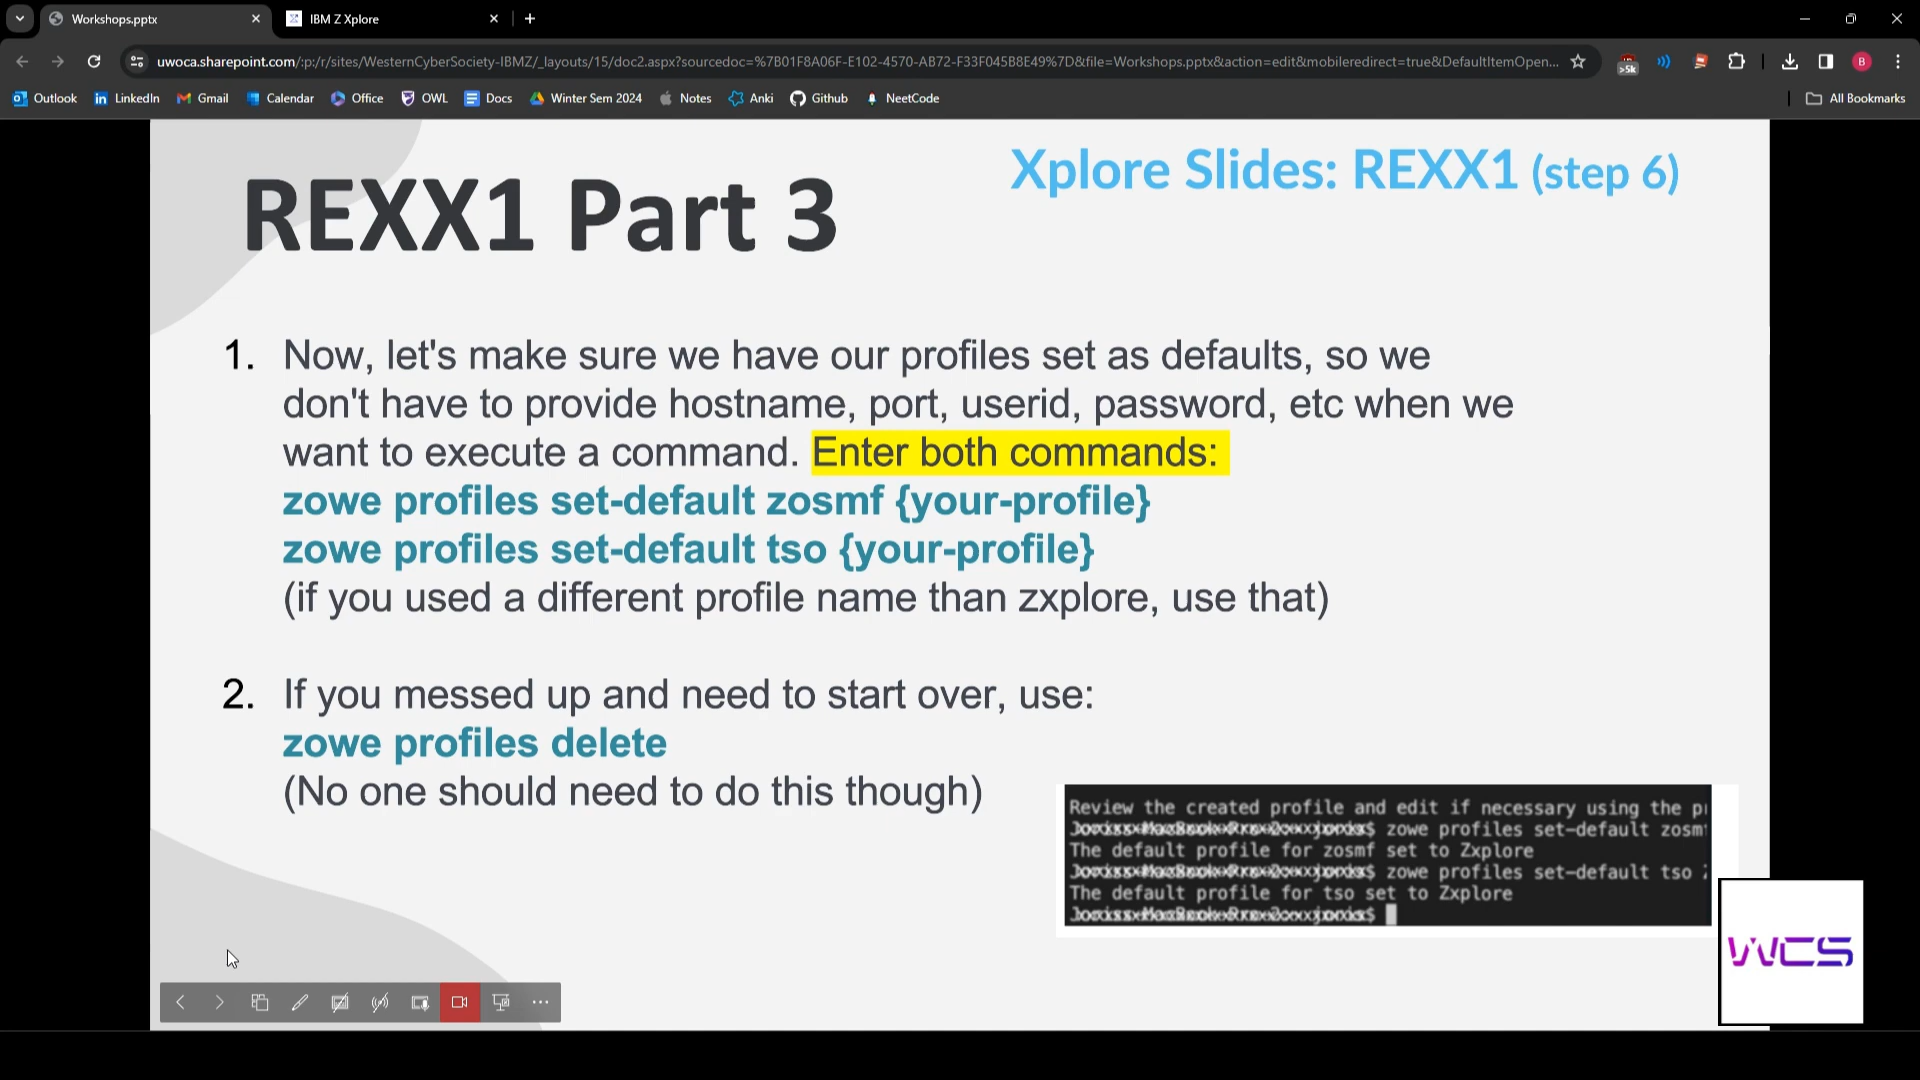 Workshops.pptx
IBM Z Xplore
uwoca.sharepoint.com/:p:/r/sites/WesternCyberSociety-IBMZ/_layouts/15/doc2.aspx?sourcedoc=%7B01F8A06F-E102-4570-AB72-F33F045B8E49%7D&file=Workshops.pptx&action=edit&mobileredirect=true&DefaultItemOpen...
>5k
B
Outlook LinkedIn Gmail Calendar Office OWL Docs Winter Sem 2024 Notes Anki Github NeetCode All Bookmarks
Xplore Slides: REXX1 (step 6)
REXX1 Part 3
1. Now, let's make sure we have our profiles set as defaults, so we
don't have to provide hostname, port, userid, password, etc when we
want to execute a command. Enter both commands:
zowe profiles set-default zosmf {your-profile}
zowe profiles set-default tso {your-profile}
(if you used a different profile name than zxplore, use that)
2. If you messed up and need to start over, use:
zowe profiles delete
(No one should need to do this though)
Review the created profile and edit if necessary using the
$ zowe profiles set-default zosm
The default profile for zosmf set to Zxplore
$ zowe profiles set-default tso
The default profile for tso set to Zxplore
$
WCS